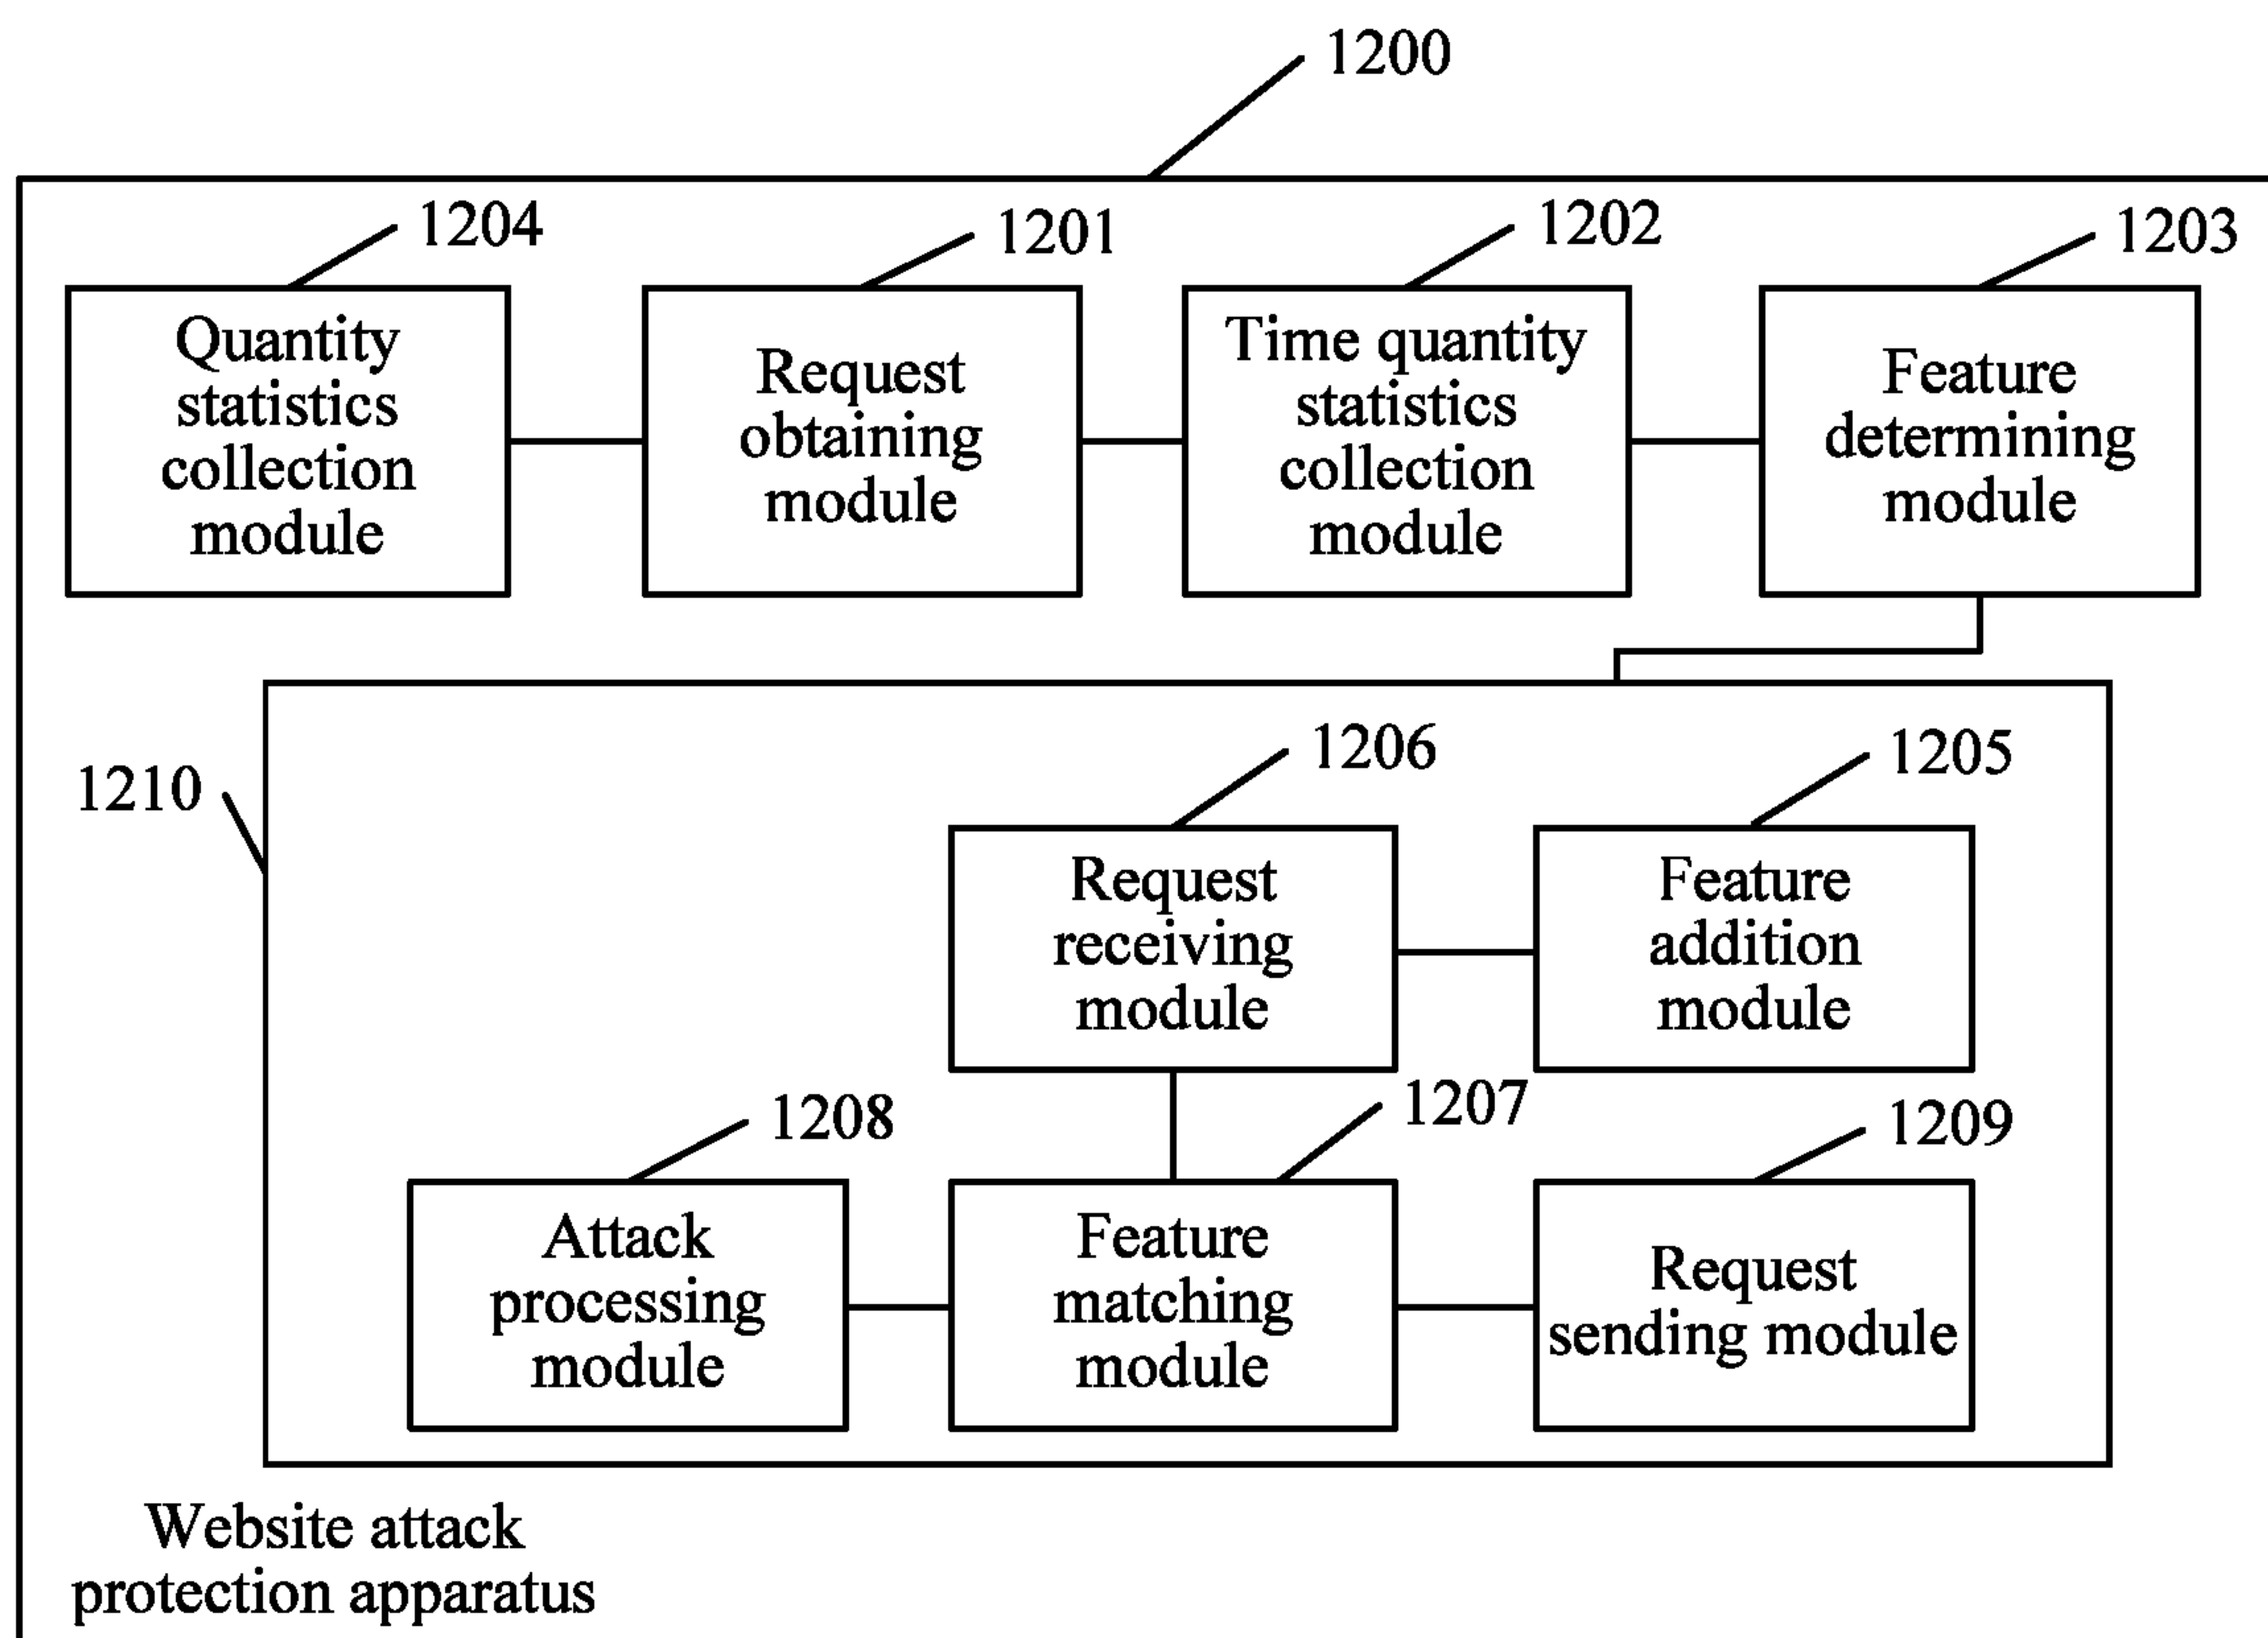 1200
1204
1201
1202
1203
Quantity
statistics
collection
module
Request
obtaining
module
Time quantity
statistics
collection
module
Feature
determining
module
1210
1206
1205
Request
receiving
module
Feature
addition
module
1208
1207
1209
Attack
processing
module
Feature
matching
module
Request
sending module
Website attack
protection apparatus